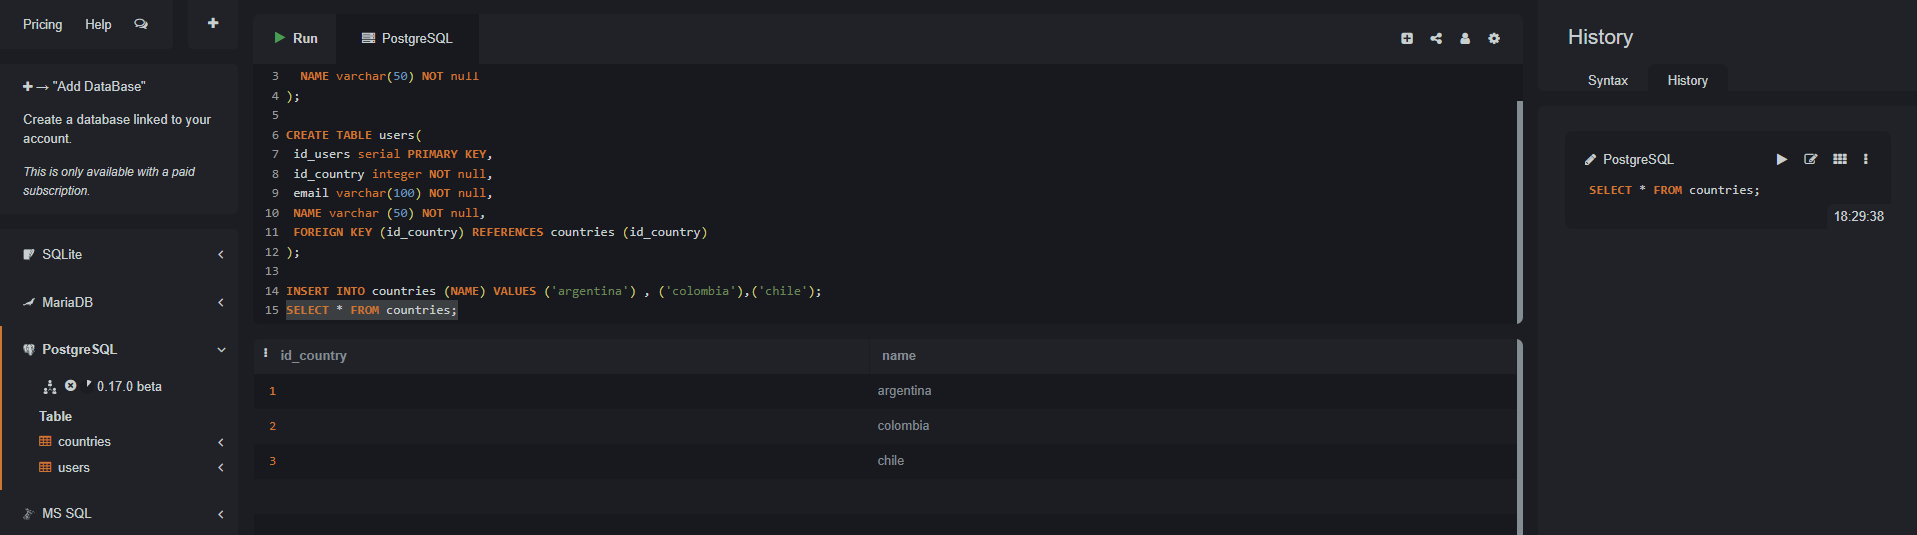 Pricing Help
"Add DataBase"
Create a database linked to your
account.
This is only available with a paid
subscription.
SQLite
MariaDB
PostgreSQL
0.17.0 beta
Table
countries
users
MS SQL
Run PostgreSQL
3 NAME varchar(50) NOT null
4 );
5
6 CREATE TABLE users(
7 id_users serial PRIMARY KEY,
8 id_country integer NOT null,
9 email varchar(100) NOT null,
10 NAME varchar (50) NOT null,
11 FOREIGN KEY (id_country) REFERENCES countries (id_country)
12 );
13
14 INSERT INTO countries (NAME) VALUES ('argentina') , ('colombia'),('chile');
15 SELECT * FROM countries;
id_country name
1 argentina
2 colombia
3 chile
History
Syntax History
PostgreSQL
SELECT * FROM countries;
18:29:38